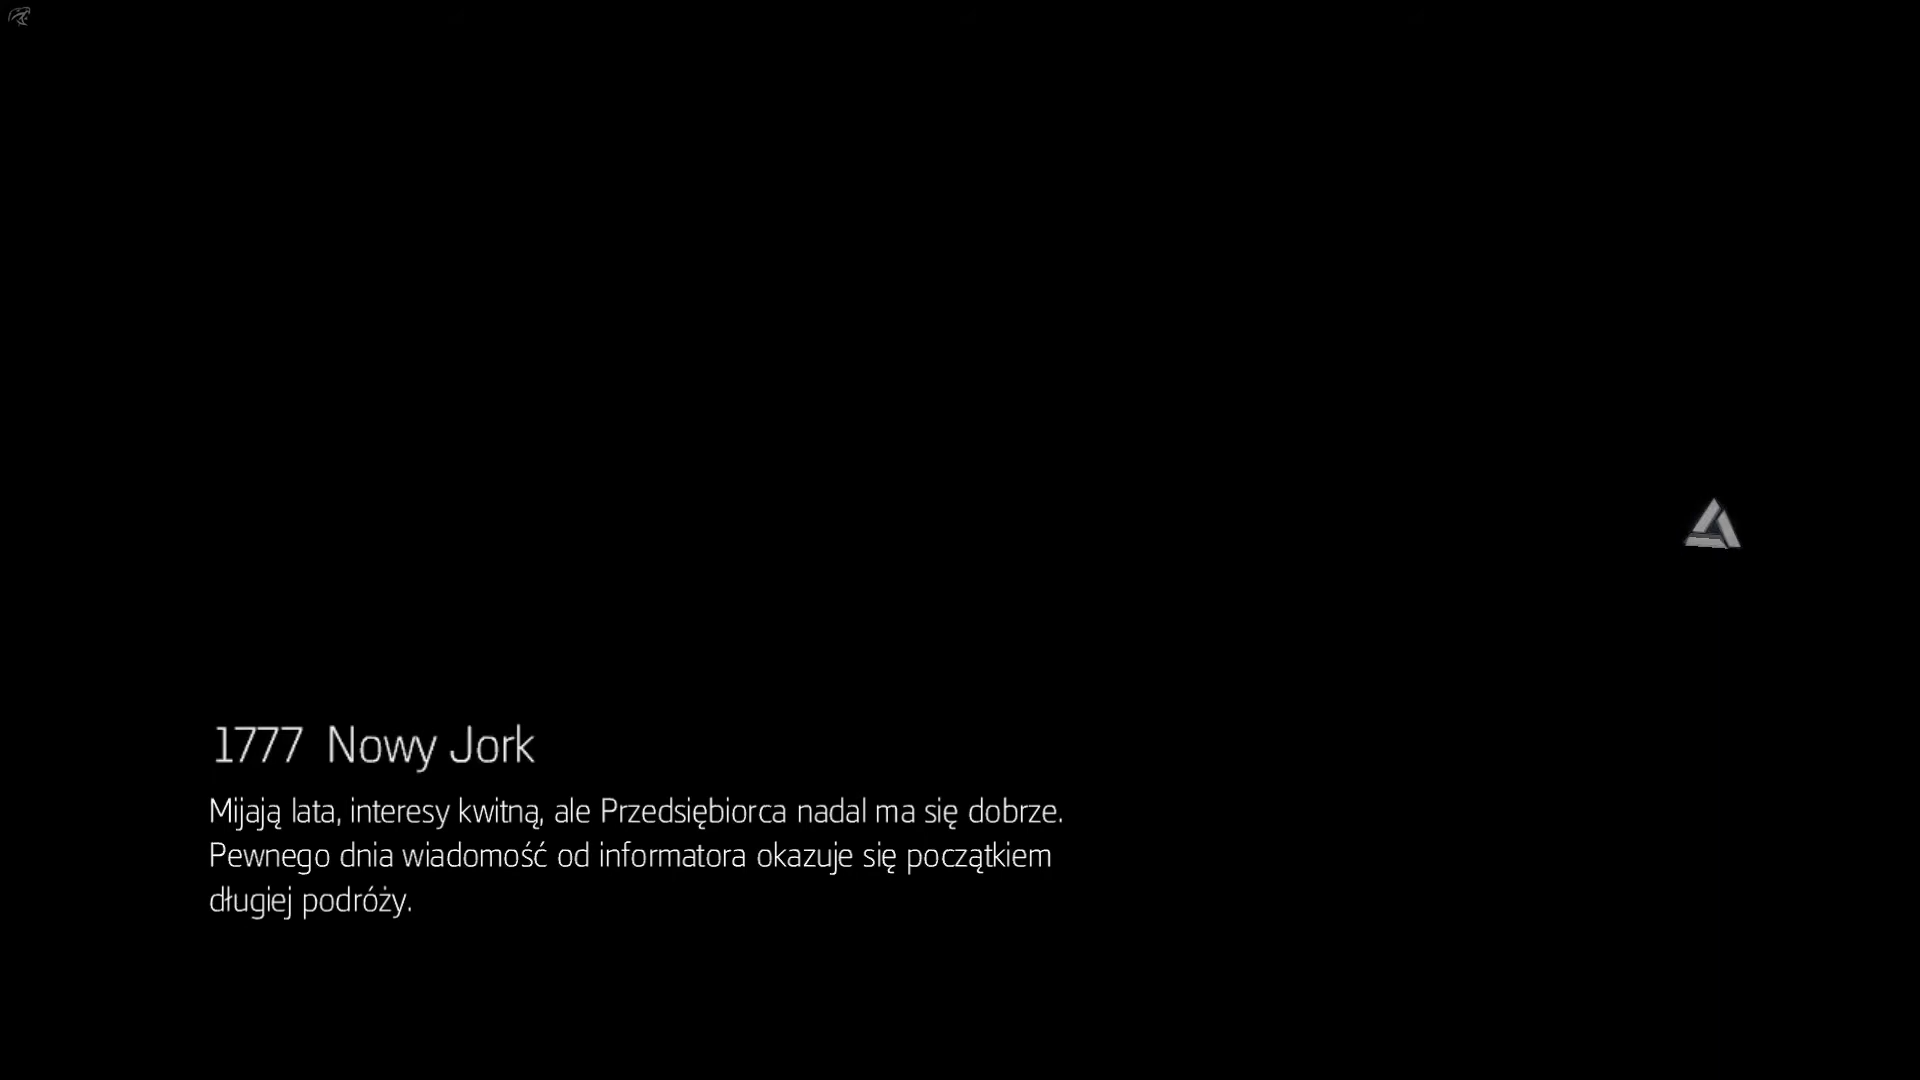 1777 Nowy Jork
Mijają lata, interesy kwitną, ale Przedsiębiorca nadal ma się dobrze.
Pewnego dnia wiadomość od informatora okazuje się początkiem
długiej podróży.